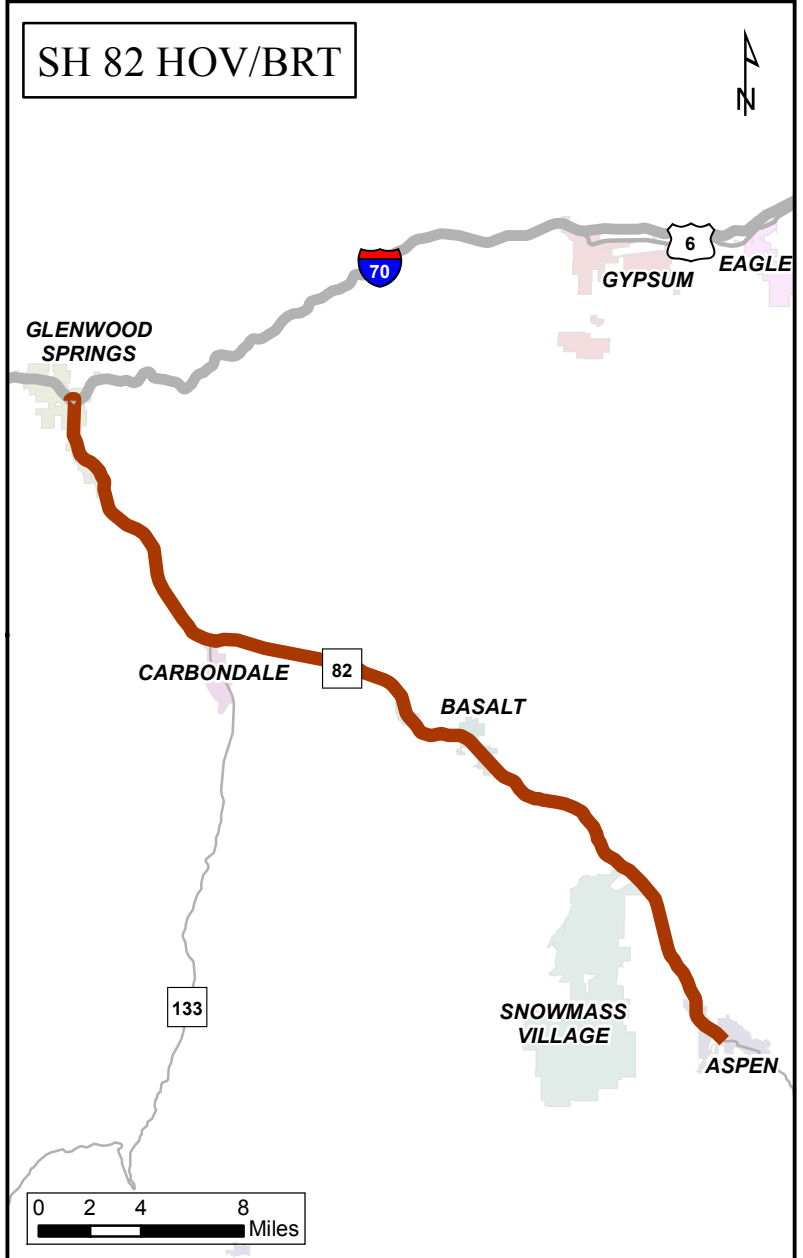 SH 82 HOV/BRT
N
6
EAGLE
GYPSUM
70
GLENWOOD
SPRINGS
CARBONDALE
82
BASALT
133
SNOWMASS
VILLAGE
ASPEN
0 2 4 8
Miles